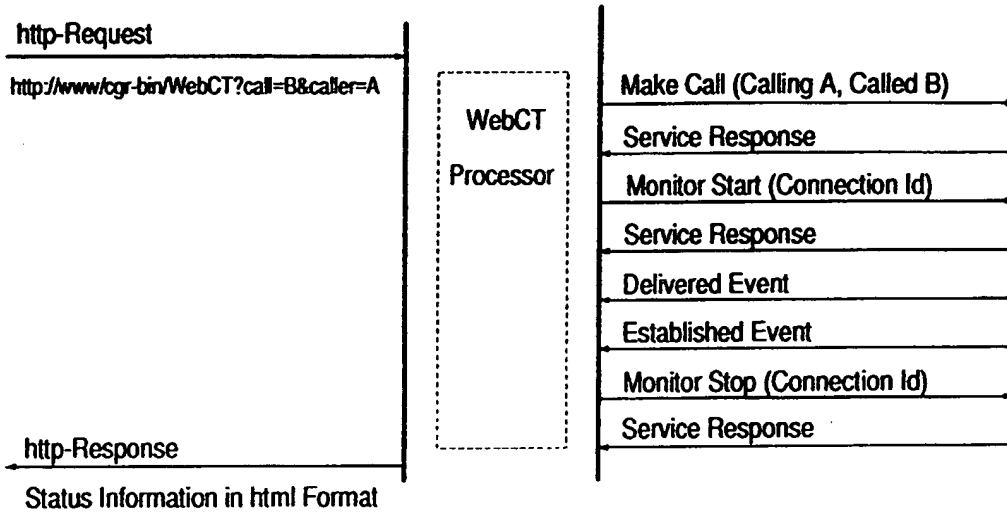 http-Request
http://www/cgr-bin/WebCT?call=B&caller=A
WebCT
Processor
Make Call (Calling A, Called B)
Service Response
Monitor Start (Connection Id)
Service Response
Delivered Event
Established Event
Monitor Stop (Connection Id)
Service Response
http-Response
Status Information in html Format